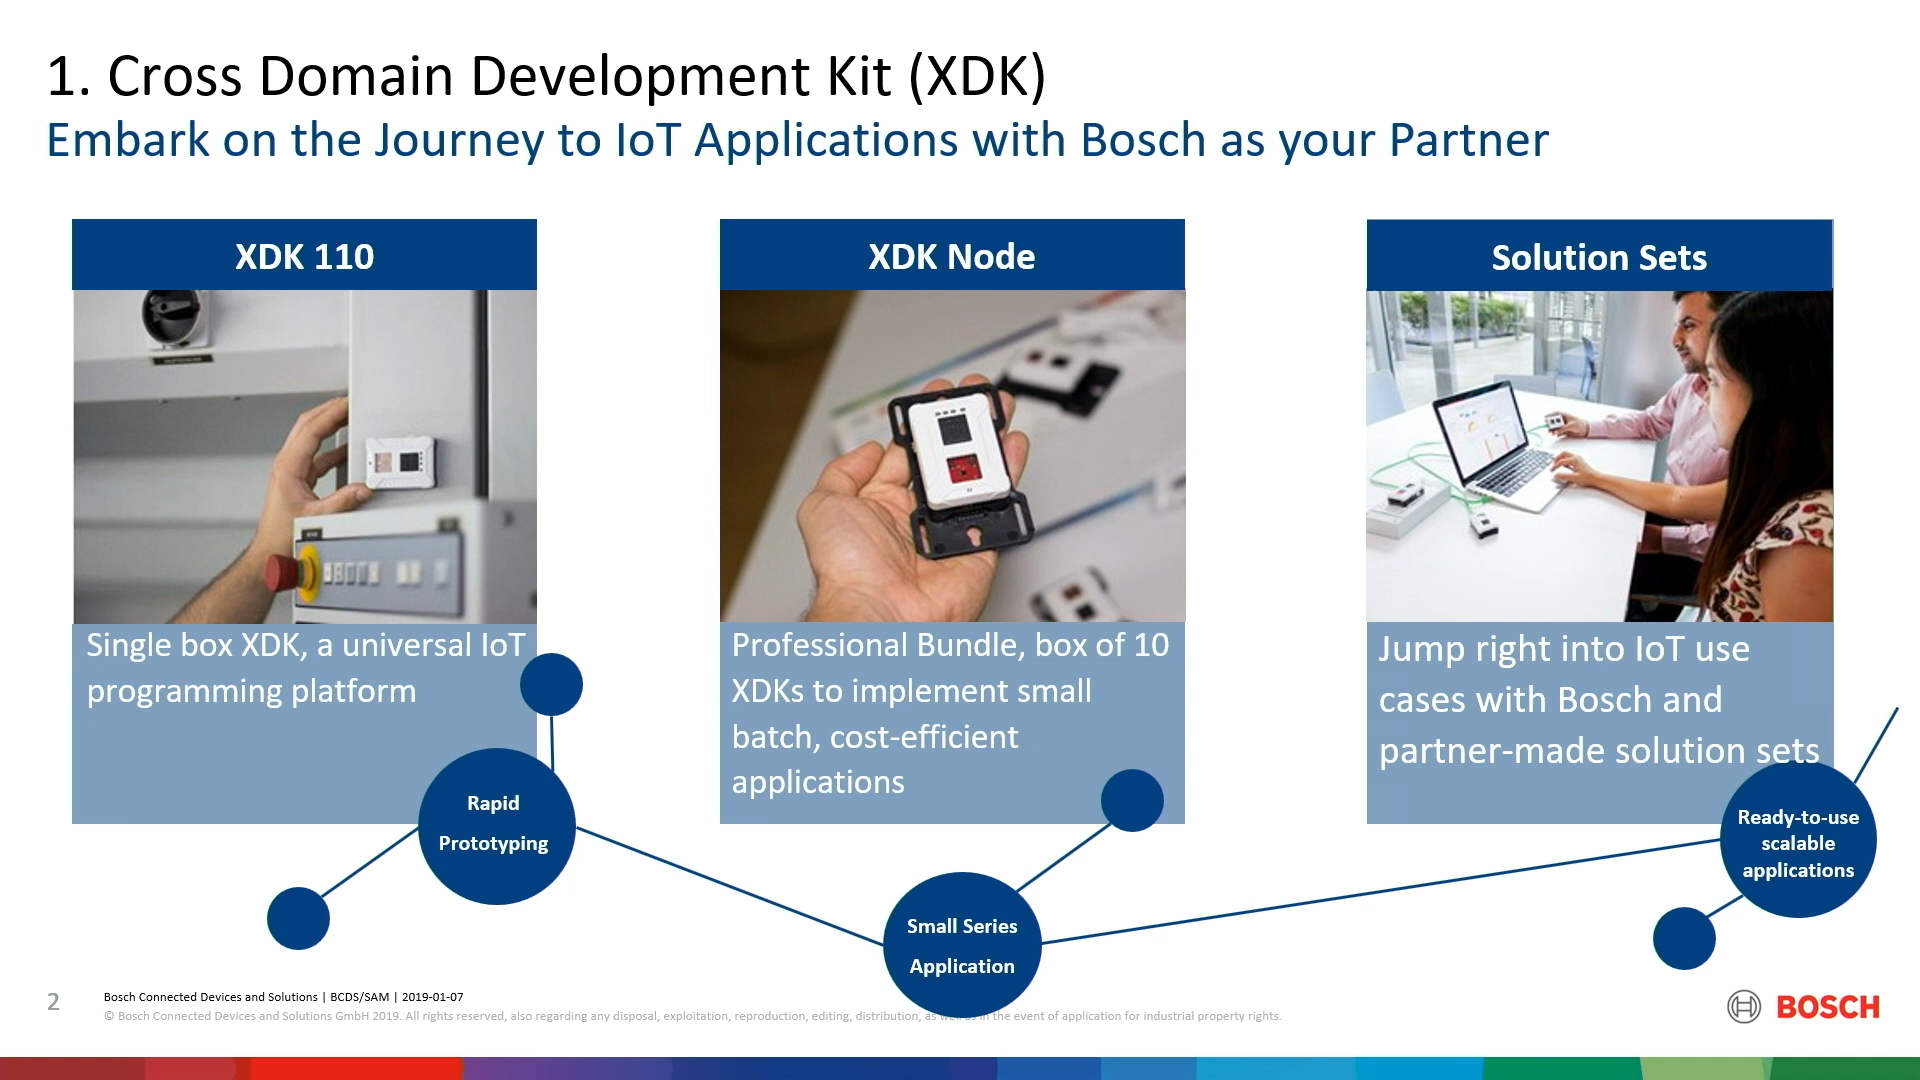 1. Cross Domain Development Kit (XDK)
Embark on the Journey to IoT Applications with Bosch as your Partner
XDK 110
Single box XDK, a universal IoT
programming platform
XDK Node
Professional Bundle, box of 10
XDKs to implement small
batch, cost-efficient
applications
Solution Sets
Jump right into IoT use
cases with Bosch and
partner-made solution sets
Rapid
Prototyping
Small Series
Application
Ready-to-use
scalable
applications
2
Bosch Connected Devices and Solutions | BCDS/SAM | 2019-01-07
© Bosch Connected Devices and Solutions GmbH 2019. All rights reserved, also regarding any disposal, exploitation, reproduction, editing, distribution, as well as in the event of application for industrial property rights.
BOSCH